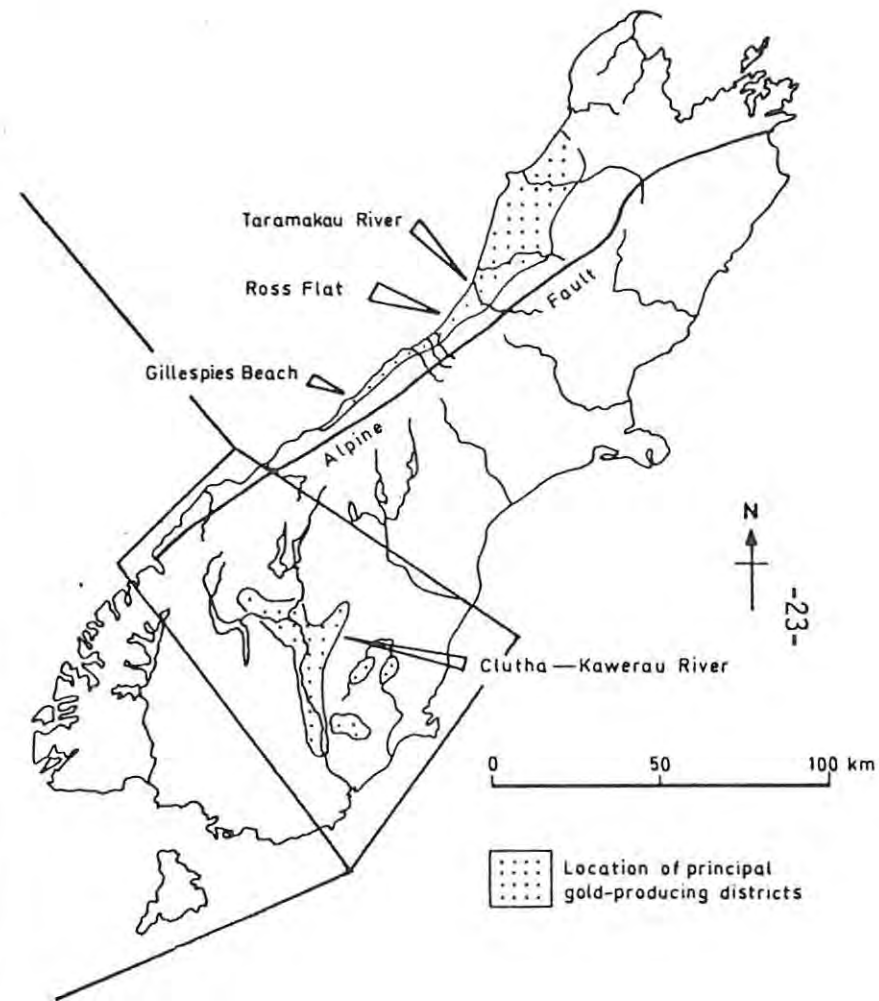 Taramakau River
Ross Flat
Gillespies Beach
Alpine
Fault
N
-23-
Clutha — Kawerau River
0 50 100 km
Location of principal
gold-producing districts